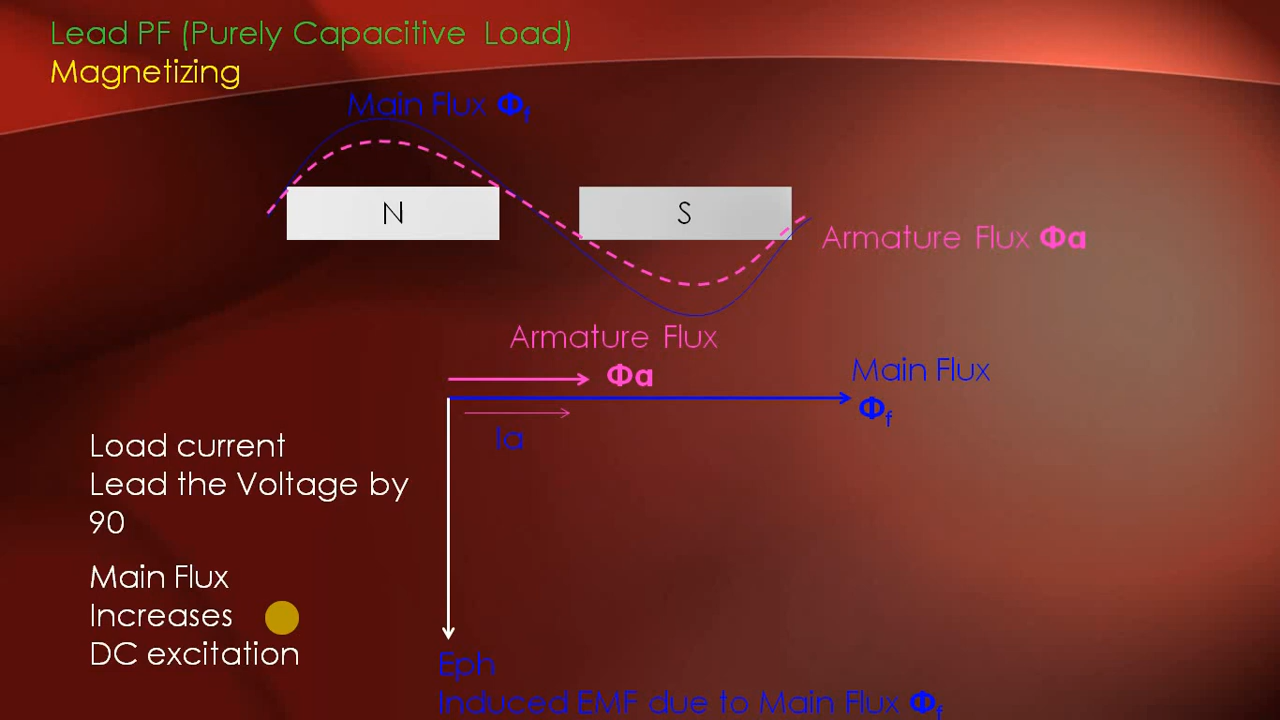 Lead PF (Purely Capacitive Load)
Magnetizing
Main Flux Φf
N
S
Armature Flux Φa
Armature Flux
Φa
Main Flux
Φf
Ia
Load current
Lead the Voltage by
90
Main Flux
Increases
DC excitation
Eph
Induced EMF due to Main Flux Φf